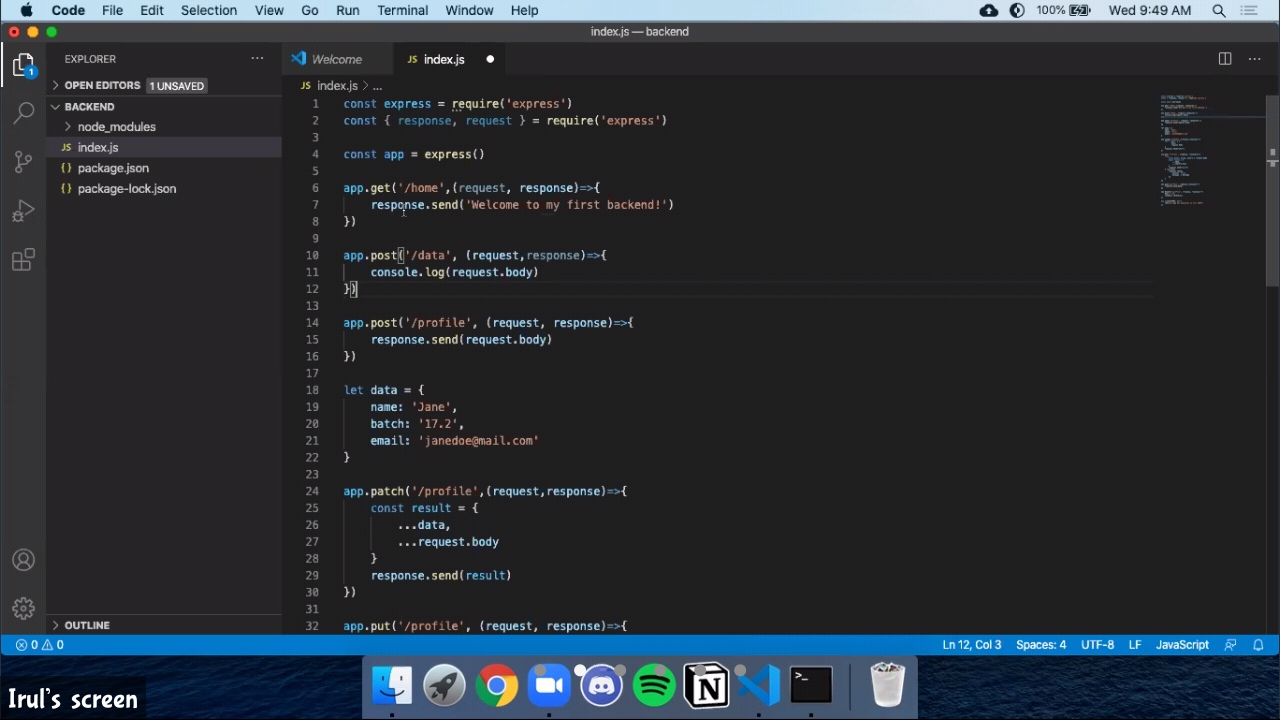 Code File Edit Selection View Go Run Terminal Window Help 100% Wed 9:49 AM
index.js — backend
EXPLORER
Welcome
JS index.js
OPEN EDITORS 1 UNSAVED
JS index.js > ...
BACKEND
node_modules
JS index.js
package.json
package-lock.json
1 const express = require('express')
2 const { response, request } = require('express')
3
4 const app = express()
5
6 app.get('/home',(request, response)=>{
7 response.send('Welcome to my first backend!')
8 })
9
10 app.post('/data', (request,response)=>{
11 console.log(request.body)
12 })
13
14 app.post('/profile', (request, response)=>{
15 response.send(request.body)
16 })
17
18 let data = {
19 name: 'Jane',
20 batch: '17.2',
21 email: 'janedoe@mail.com'
22 }
23
24 app.patch('/profile',(request,response)=>{
25 const result = {
26 ...data,
27 ...request.body
28 }
29 response.send(result)
30 })
31
32 app.put('/profile', (request, response)=>{
OUTLINE
0 0 Ln 12, Col 3 Spaces: 4 UTF-8 LF JavaScript
1
Irul's screen